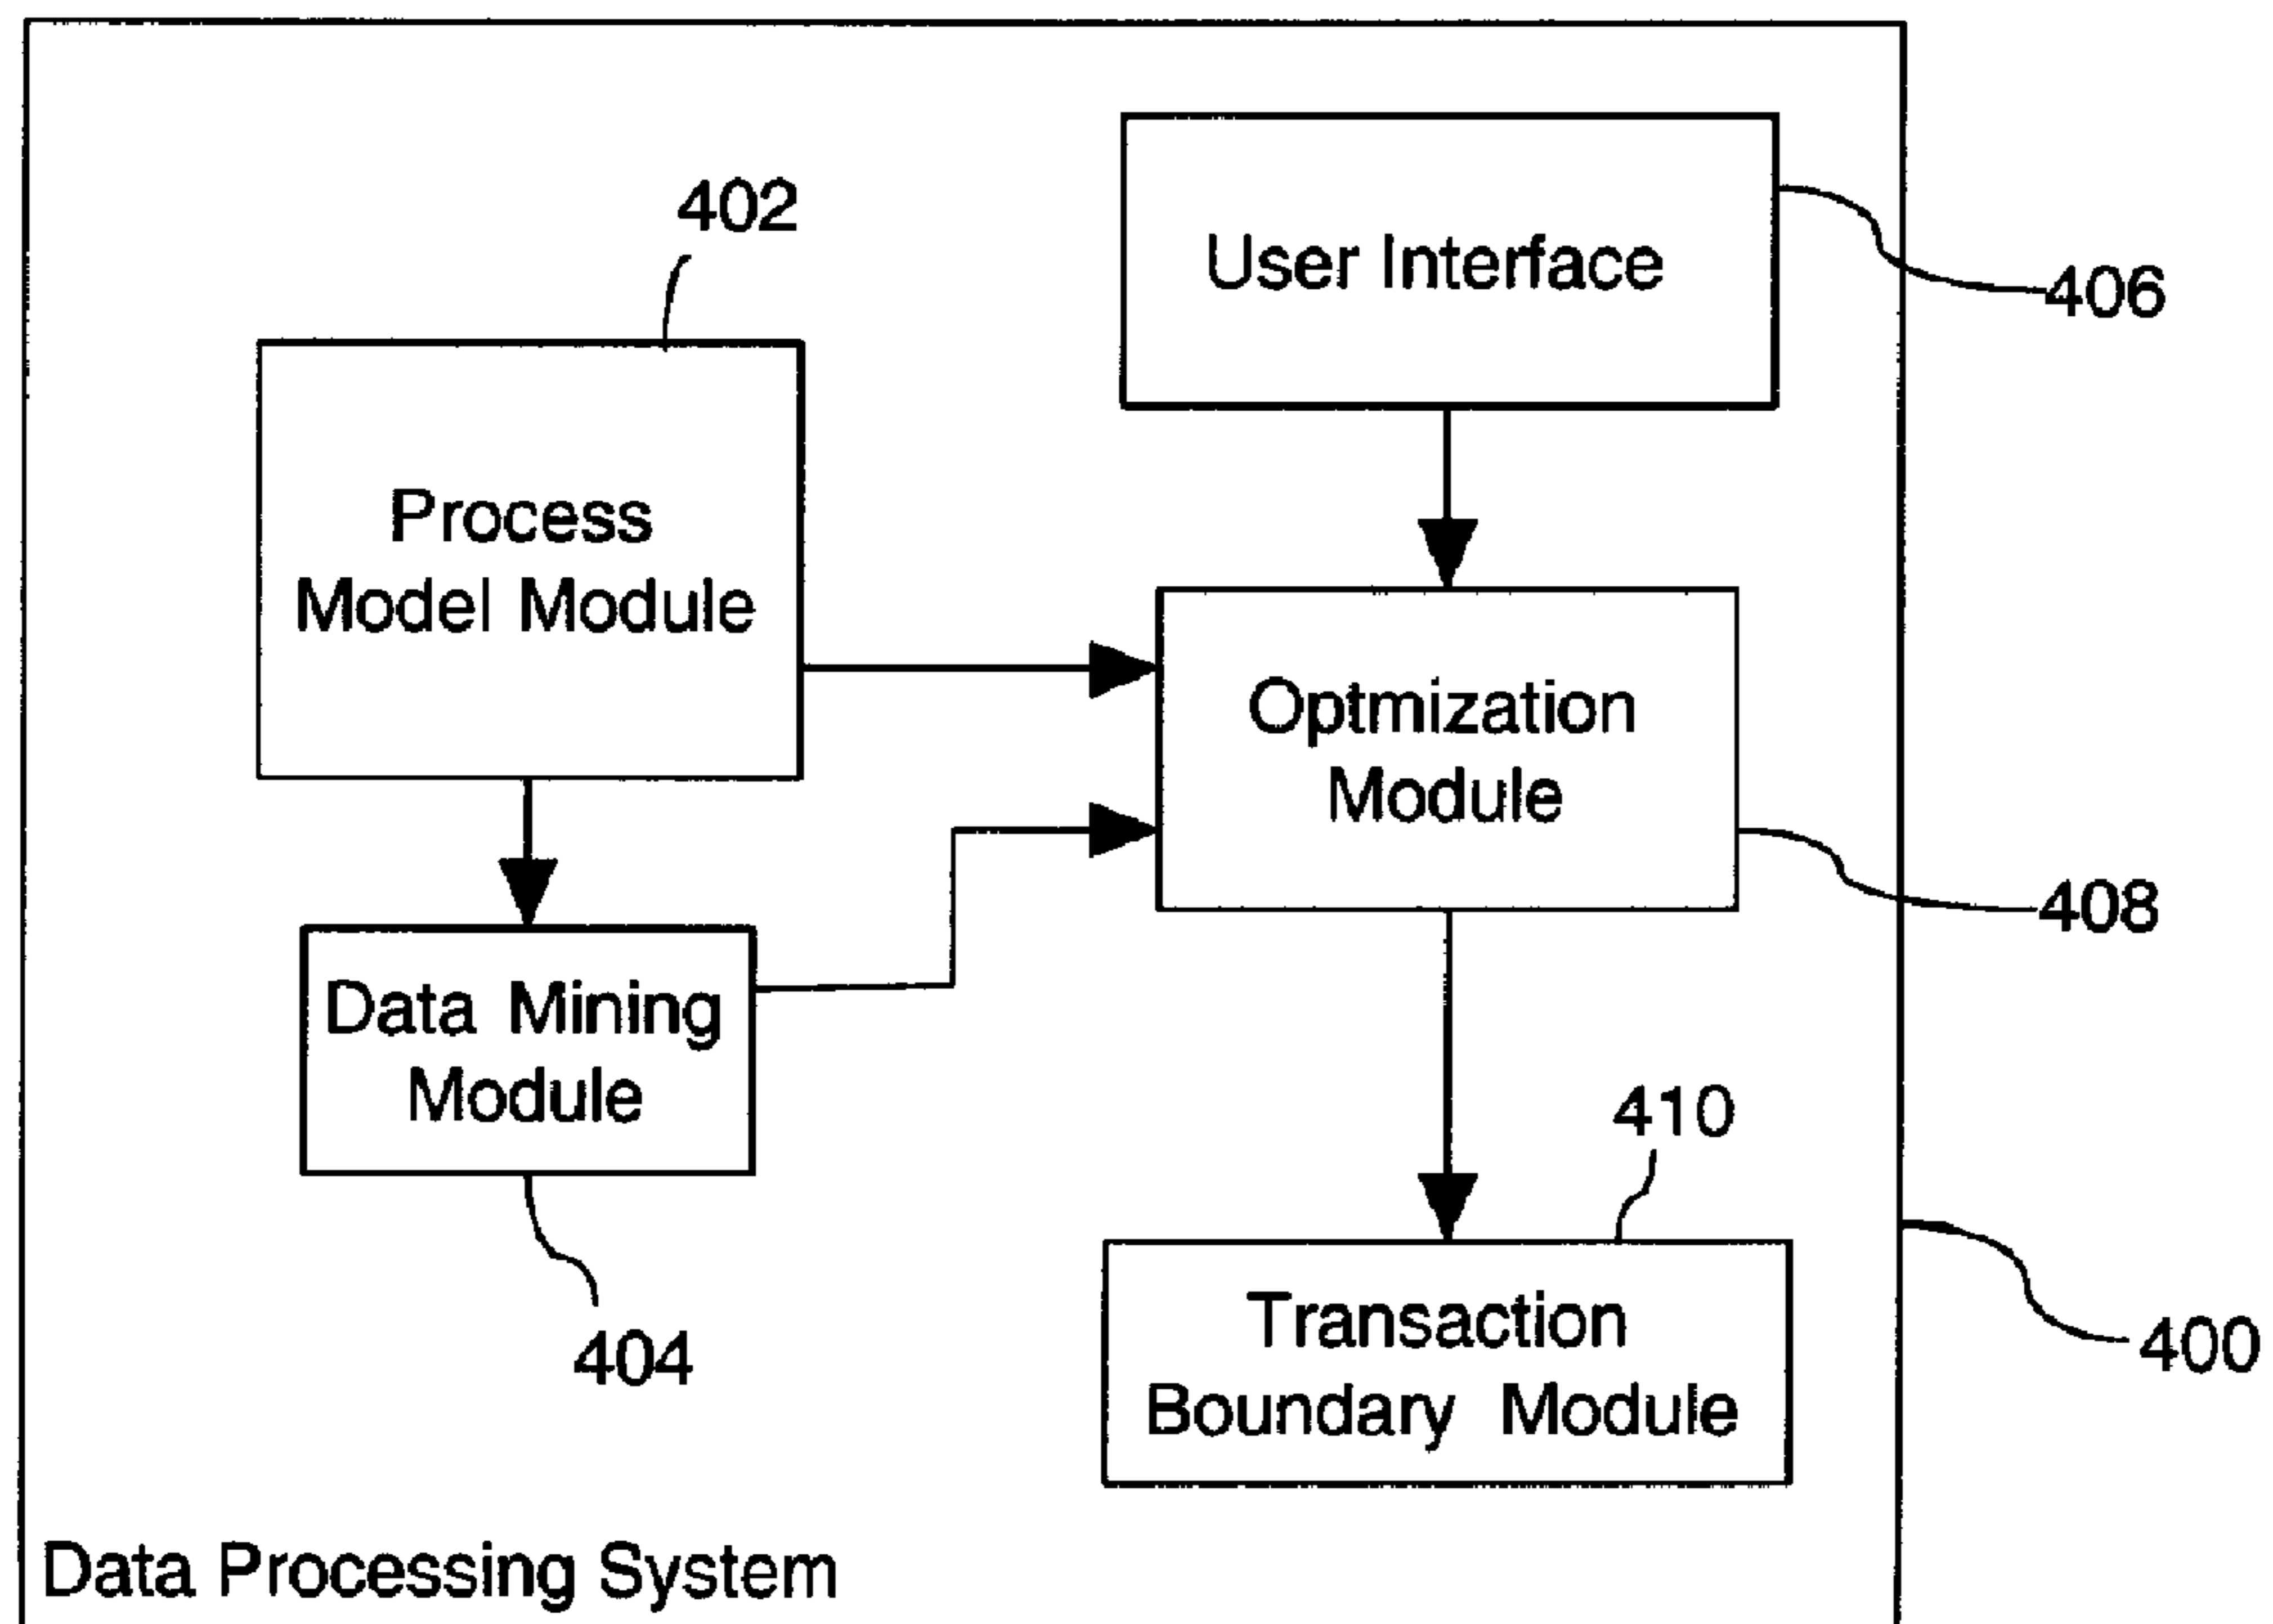 402
User Interface
406
Process
Model Module
Optmization
Module
408
Data Mining
Module
404
410
Transaction
Boundary Module
400
Data Processing System